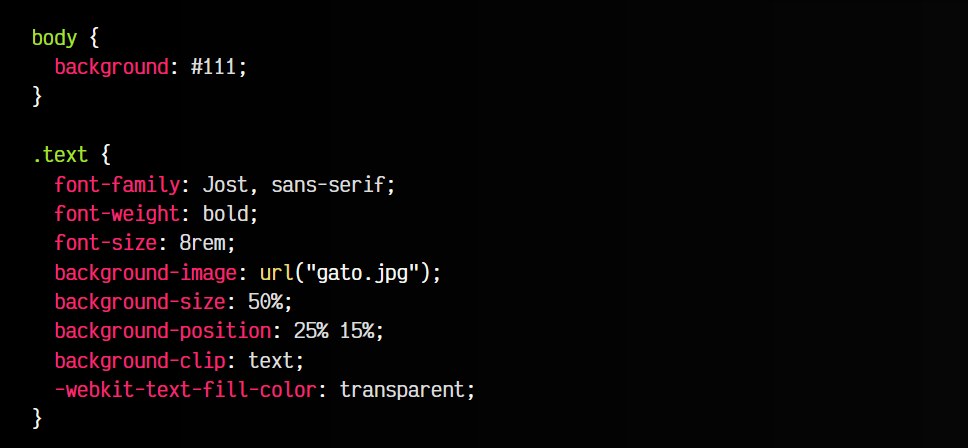 body {
  background: #111;
}

.text {
  font-family: Jost, sans-serif;
  font-weight: bold;
  font-size: 8rem;
  background-image: url("gato.jpg");
  background-size: 50%;
  background-position: 25% 15%;
  background-clip: text;
  -webkit-text-fill-color: transparent;
}